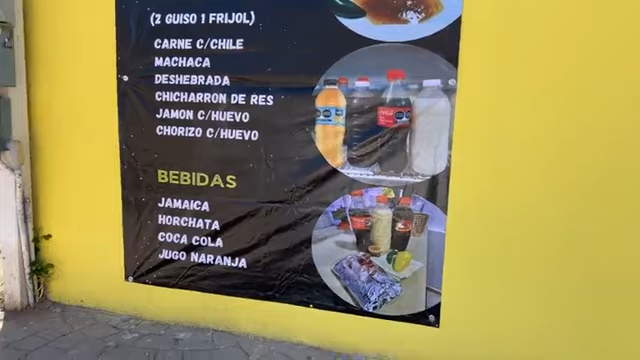 (2 GUISO 1 FRIJOL)
CARNE C/CHILE
MACHACA
DESHEBRADA
CHICHARRON DE RES
JAMON C/HUEVO
CHORIZO C/HUEVO
BEBIDAS
JAMAICA
HORCHATA
COCA COLA
JUGO NARANJA